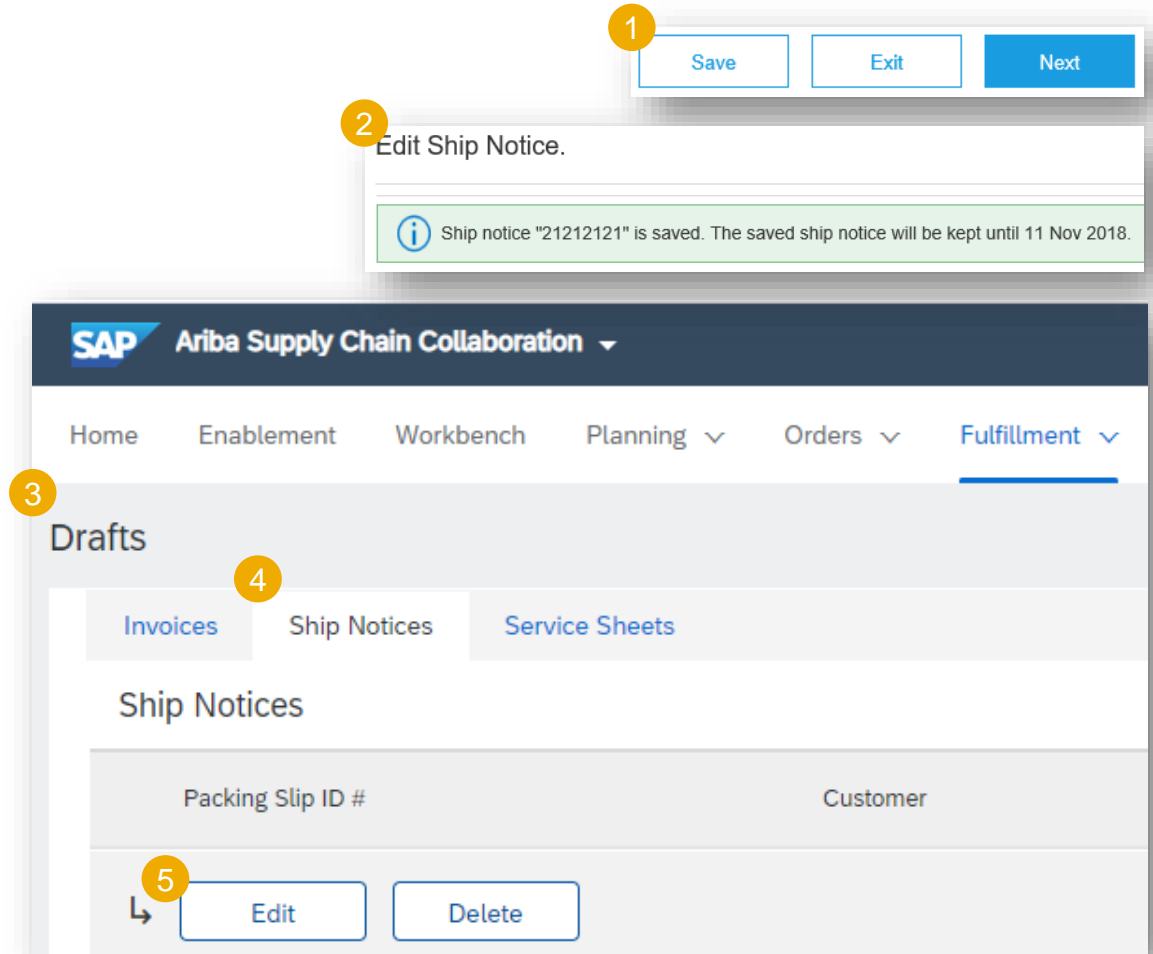 1
Save Exit Next
2
Edit Ship Notice.
Ship notice "21212121" is saved. The saved ship notice will be kept until 11 Nov 2018.
SAP Ariba Supply Chain Collaboration
Home Enablement Workbench Planning Orders Fulfillment
3
Drafts
4
Invoices Ship Notices Service Sheets
Ship Notices
Packing Slip ID # Customer
5
Edit Delete